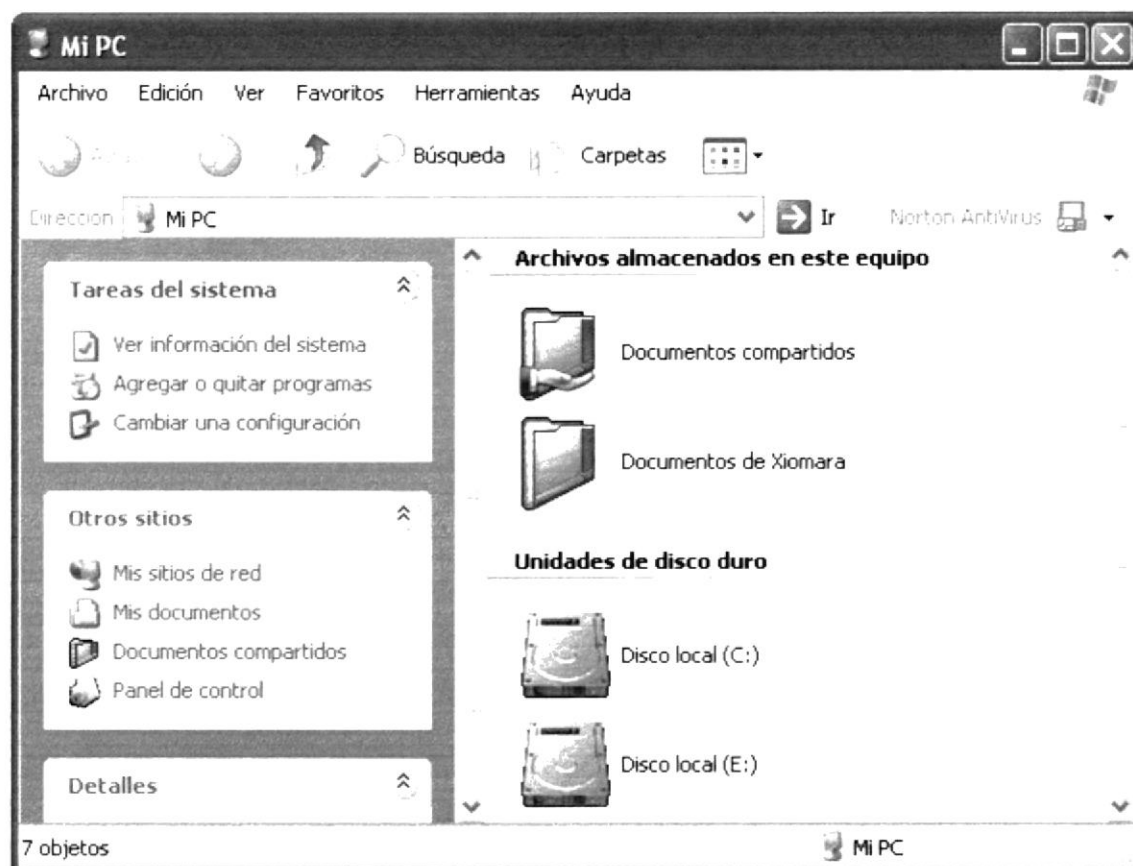 Mi PC
Archivo Edición Ver Favoritos Herramientas Ayuda
Búsqueda Carpetas
Dirección Mi PC Ir Norton AntiVirus
Tareas del sistema
Ver información del sistema
Agregar o quitar programas
Cambiar una configuración
Otros sitios
Mis sitios de red
Mis documentos
Documentos compartidos
Panel de control
Detalles
Archivos almacenados en este equipo
Documentos compartidos
Documentos de Xiomara
Unidades de disco duro
Disco local (C:)
Disco local (E:)
7 objetos Mi PC